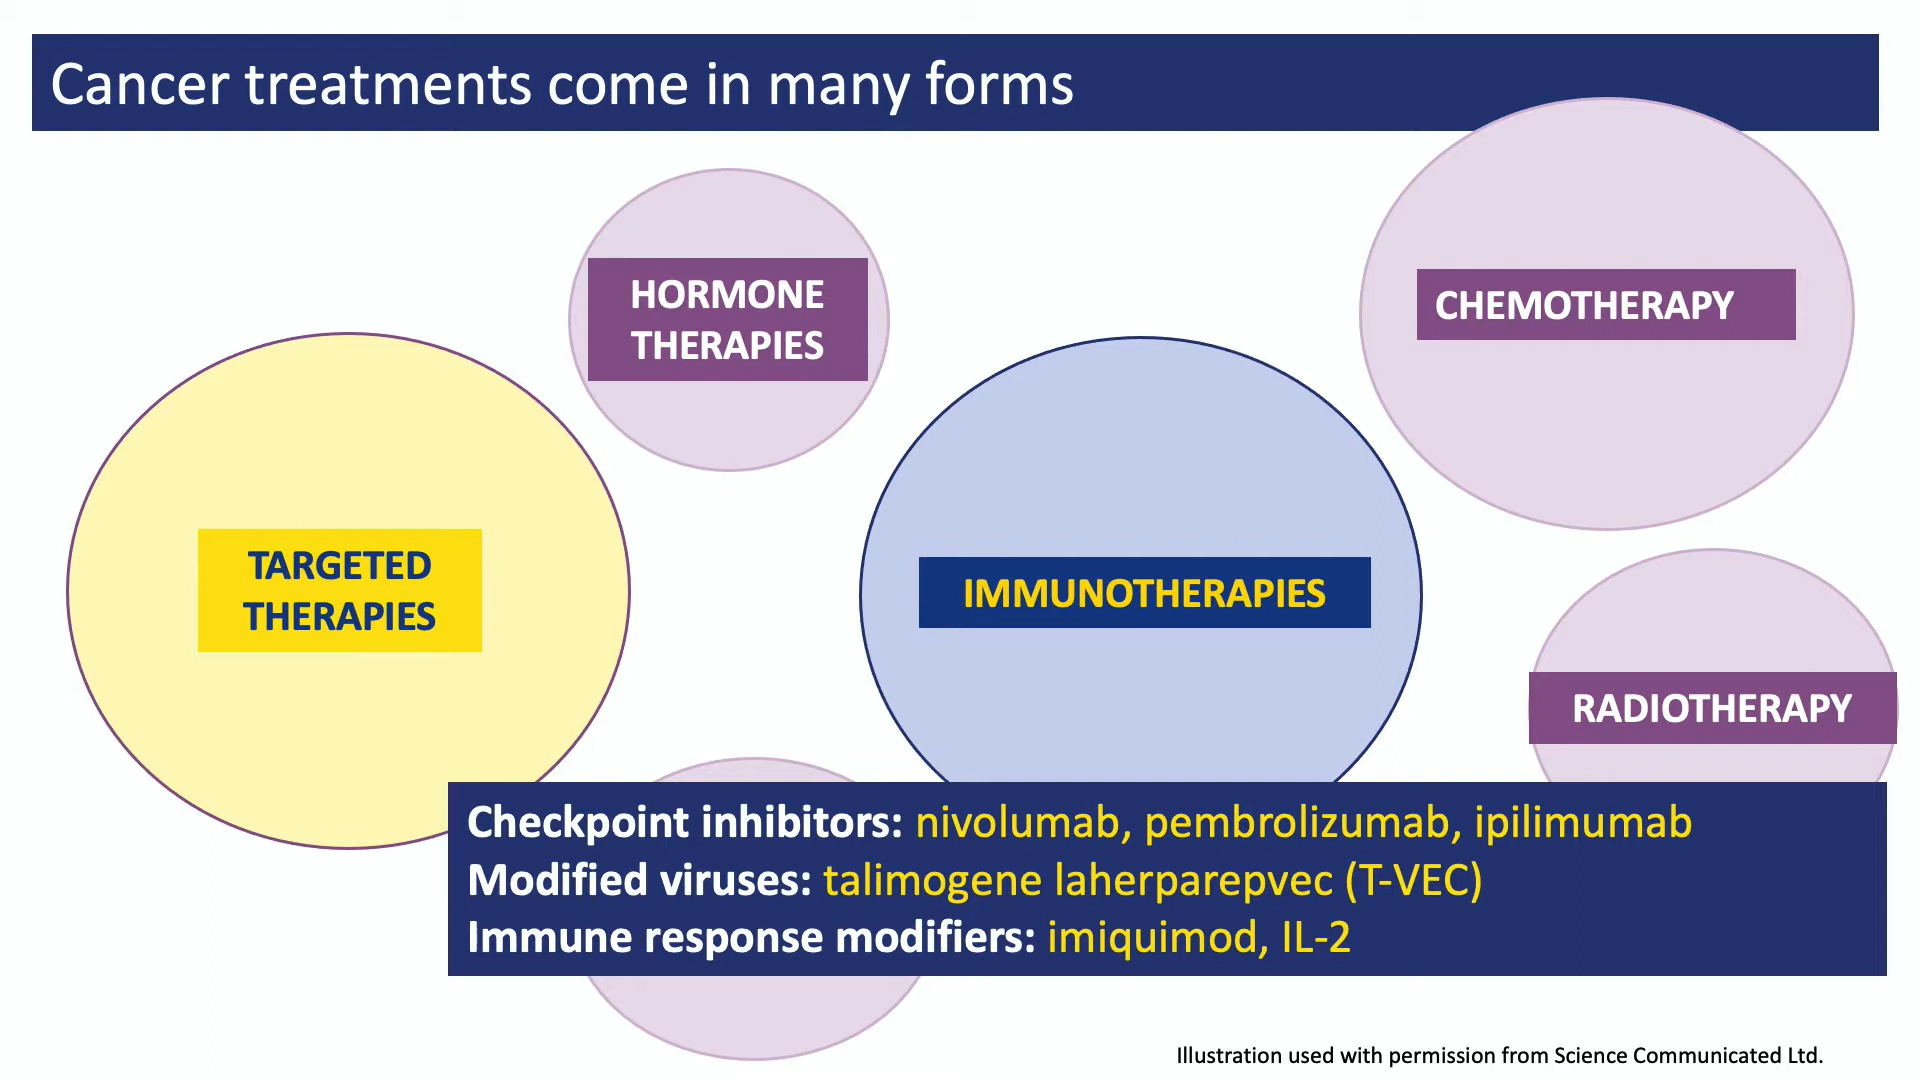 Cancer treatments come in many forms
HORMONE
THERAPIES
CHEMOTHERAPY
TARGETED
THERAPIES
IMMUNOTHERAPIES
RADIOTHERAPY
Checkpoint inhibitors: nivolumab, pembrolizumab, ipilimumab
Modified viruses: talimogene laherparepvec (T-VEC)
Immune response modifiers: imiquimod, IL-2
Illustration used with permission from Science Communicated Ltd.